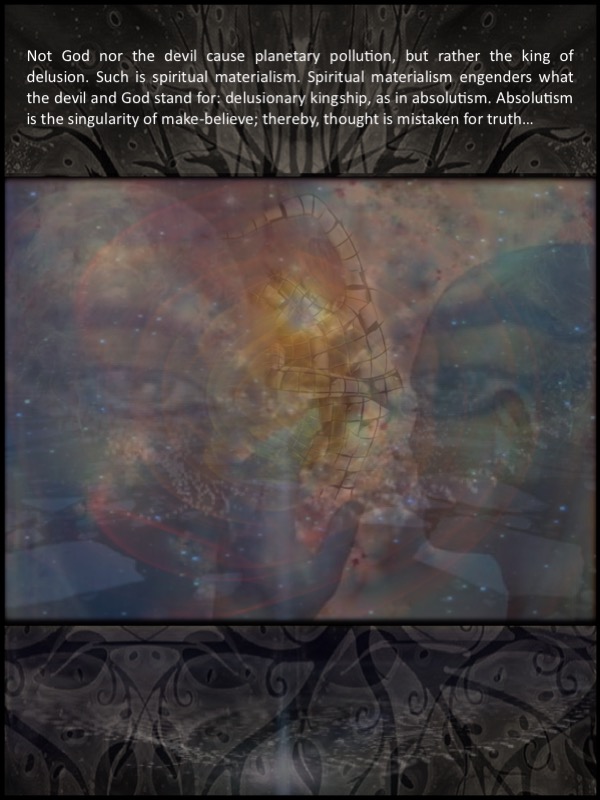 Not God nor the devil cause planetary pollution, but rather the king of
delusion. Such is spiritual materialism. Spiritual materialism engenders what
the devil and God stand for: delusionary kingship, as in absolutism. Absolutism
is the singularity of make-believe; thereby, thought is mistaken for truth...